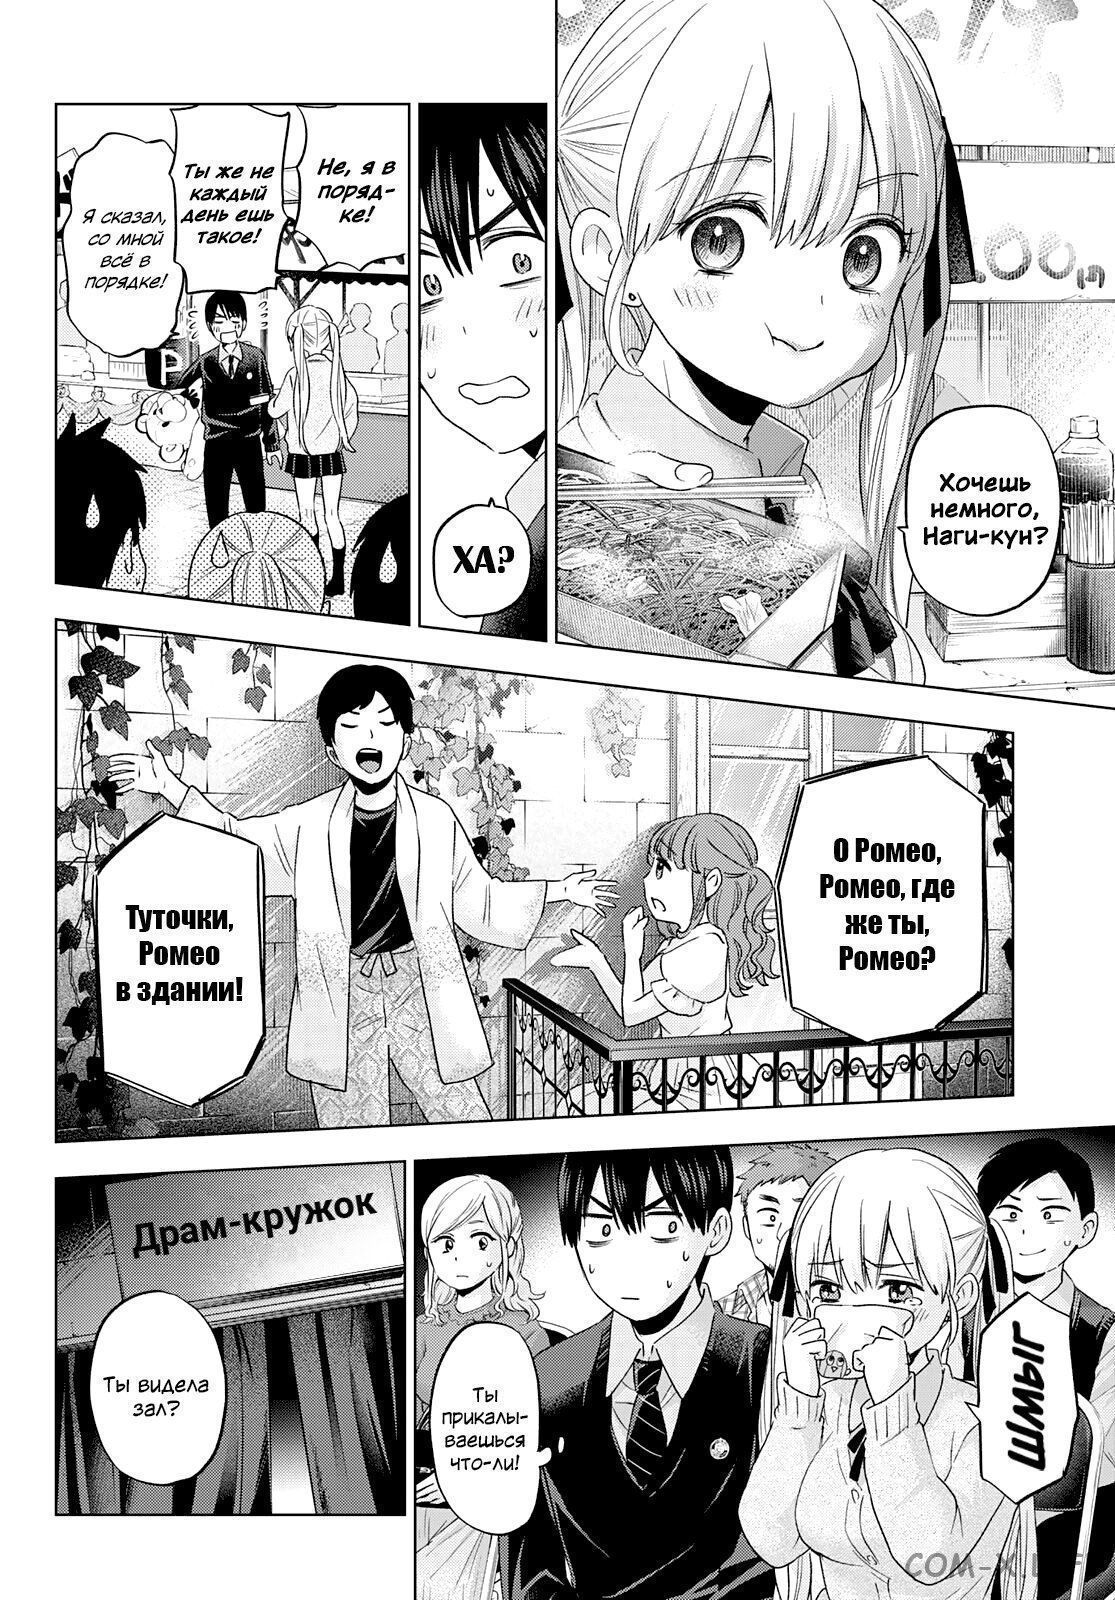 Хочешь
немного,
Наги-кун?
ХА?
Не, я в
поряд-
ке!
Ты же не
каждый
день ешь
такое!
Я сказал,
со мной
всё в
порядке!
P
О Ромео,
Ромео, где
же ты,
Ромео?
Туточки,
Ромео
в здании!
Шмыг
Ты
прикалы-
ваешься
что-ли!
Драм-кружок
Ты видела
зал?